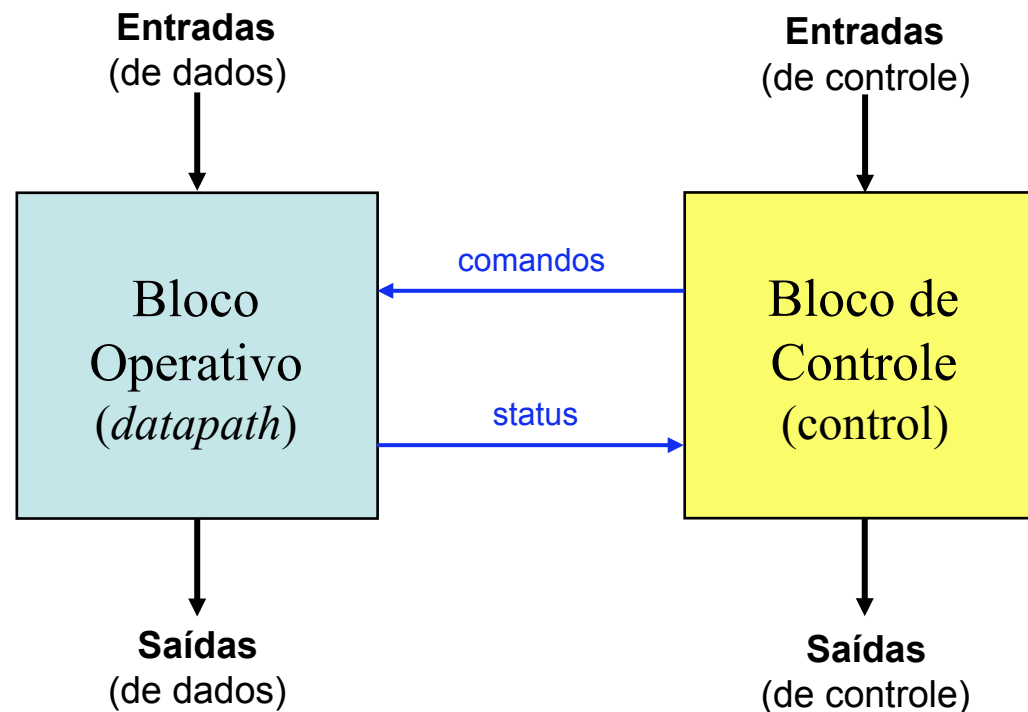 Entradas
(de dados)
Entradas
(de controle)
Bloco
Operativo
(datapath)
comandos
status
Bloco de
Controle
(control)
Saídas
(de dados)
Saídas
(de controle)